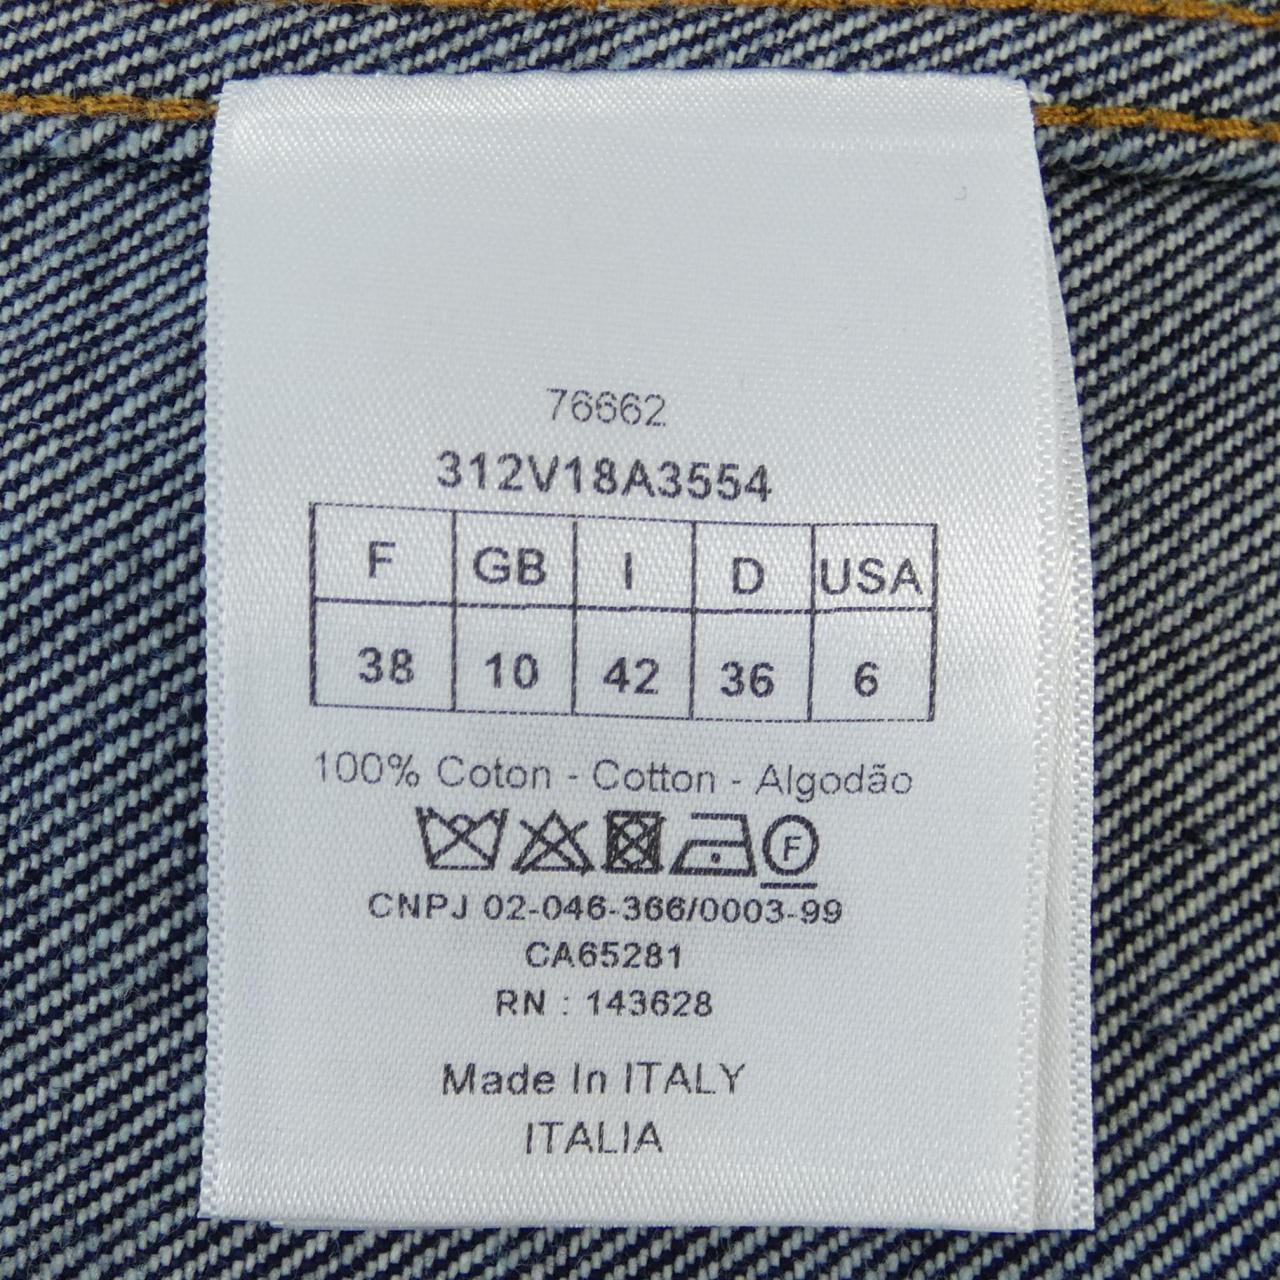 76662
312V18A3554
F GB I D USA
38 10 42 36 6
100% Coton - Cotton - Algodão
F
CNPJ 02-046-366/0003-99
CA65281
RN : 143628
Made In ITALY
ITALIA